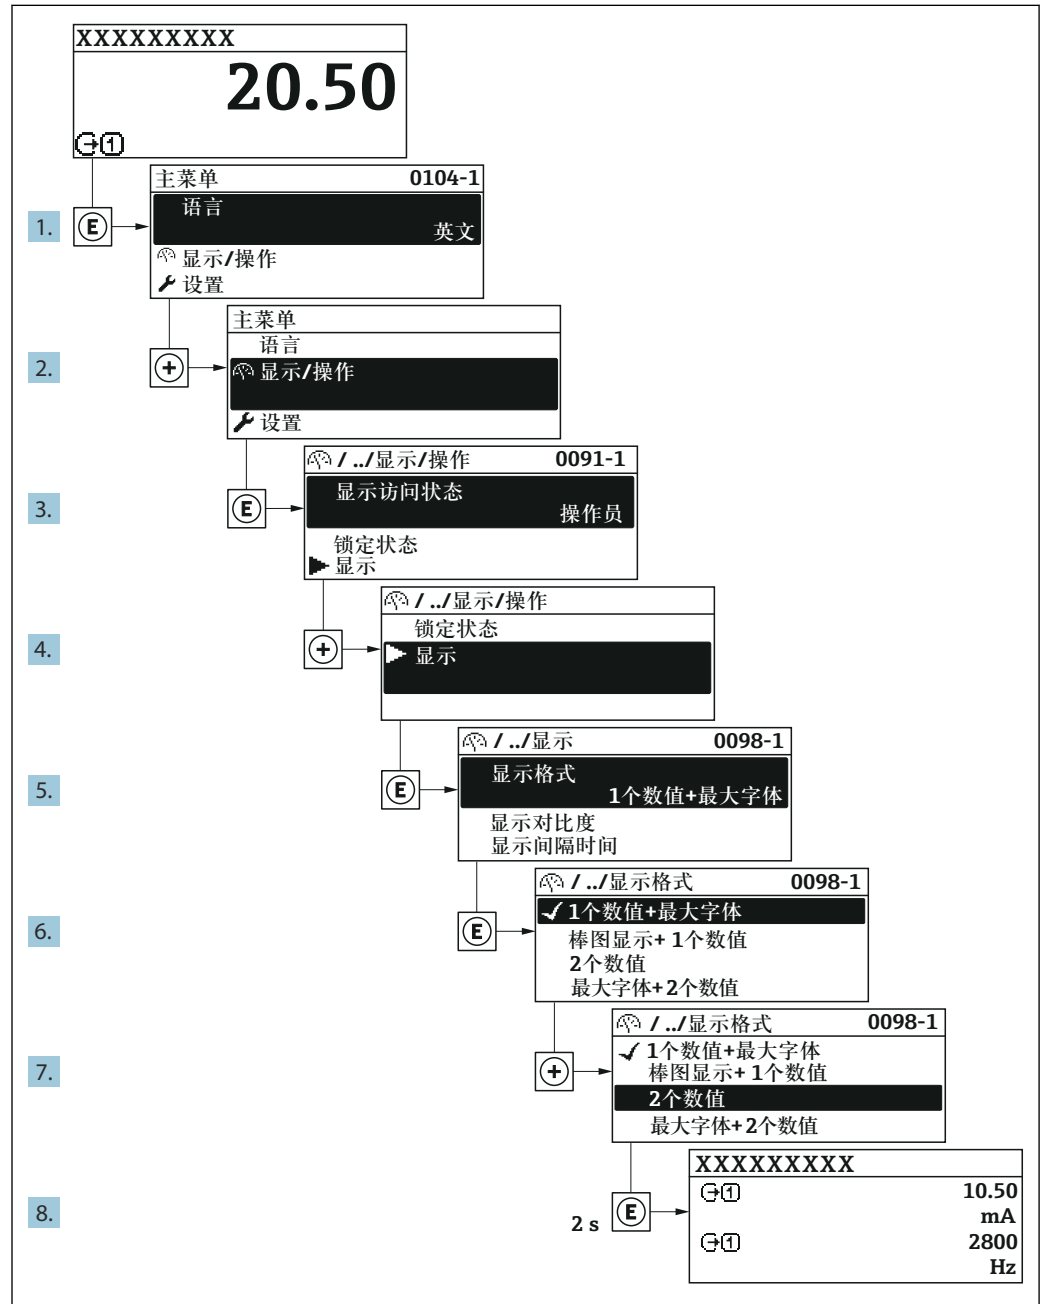 XXXXXXXXX
20.50
1
主菜单 0104-1
语言
英文
1. E
显示/操作
设置
主菜单
语言
2. +
显示/操作
设置
/ ../显示/操作 0091-1
显示访问状态
3. E
操作员
锁定状态
显示
/ ../显示/操作
锁定状态
4. +
显示
/ ../显示 0098-1
显示格式
5. E
1个数值+最大字体
显示对比度
显示间隔时间
/ ../显示格式 0098-1
1个数值+最大字体
6. E
棒图显示+ 1个数值
2个数值
最大字体+2个数值
/ ../显示格式 0098-1
1个数值+最大字体
7. +
棒图显示+ 1个数值
2个数值
最大字体+2个数值
XXXXXXXXX
1 10.50
8. 2 s E
mA
1 2800
Hz